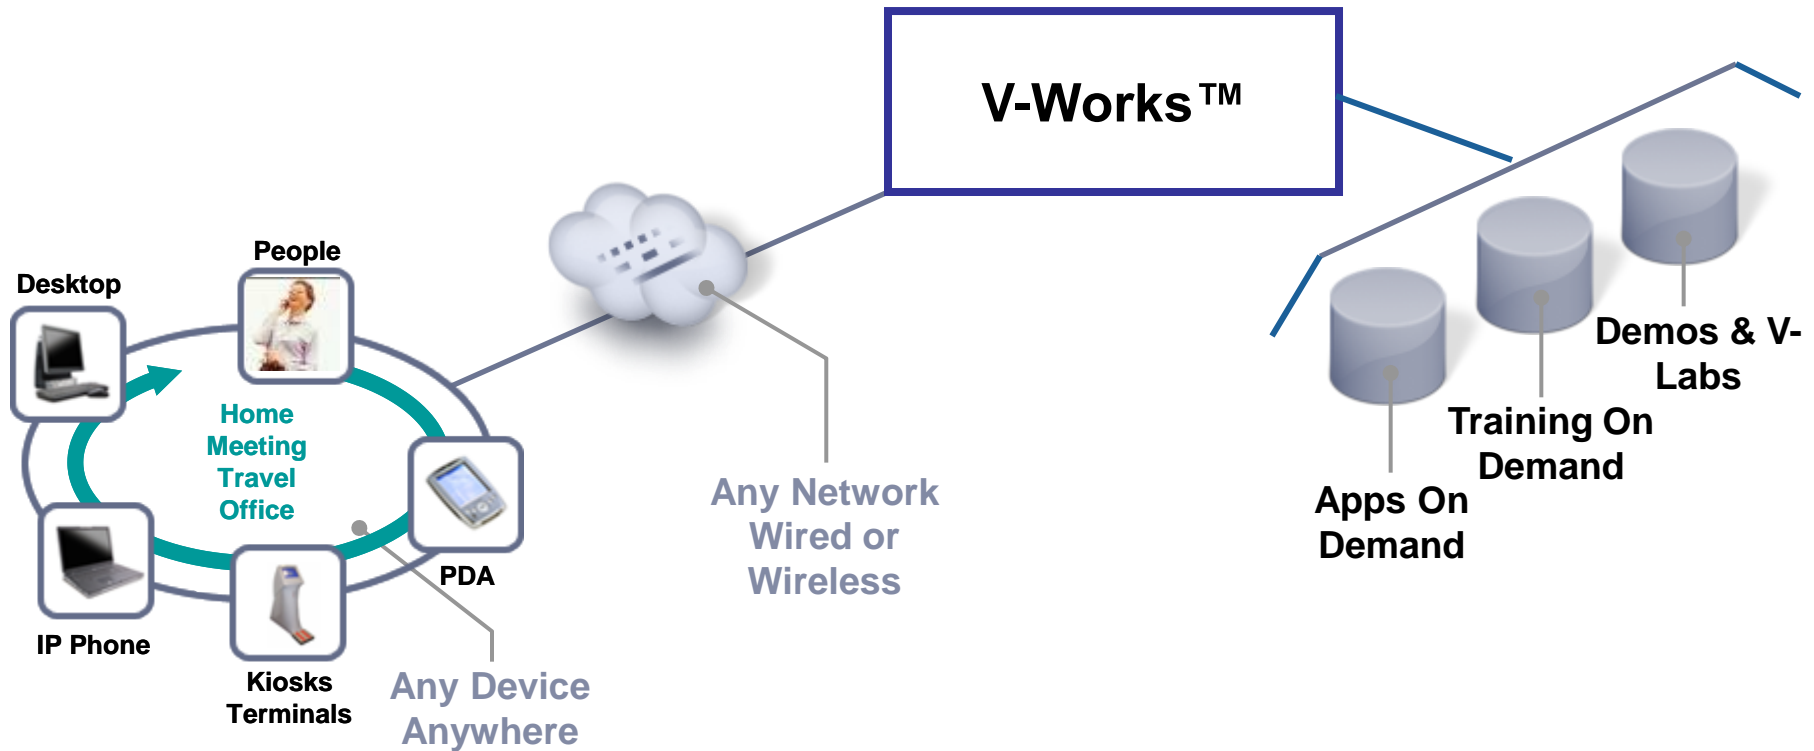 V-Works™
People
Desktop
Home
Meeting
Travel
Office
PDA
IP Phone
Kiosks
Terminals
Any Device
Anywhere
Any Network
Wired or
Wireless
Apps On
Demand
Training On
Demand
Demos & V-
Labs